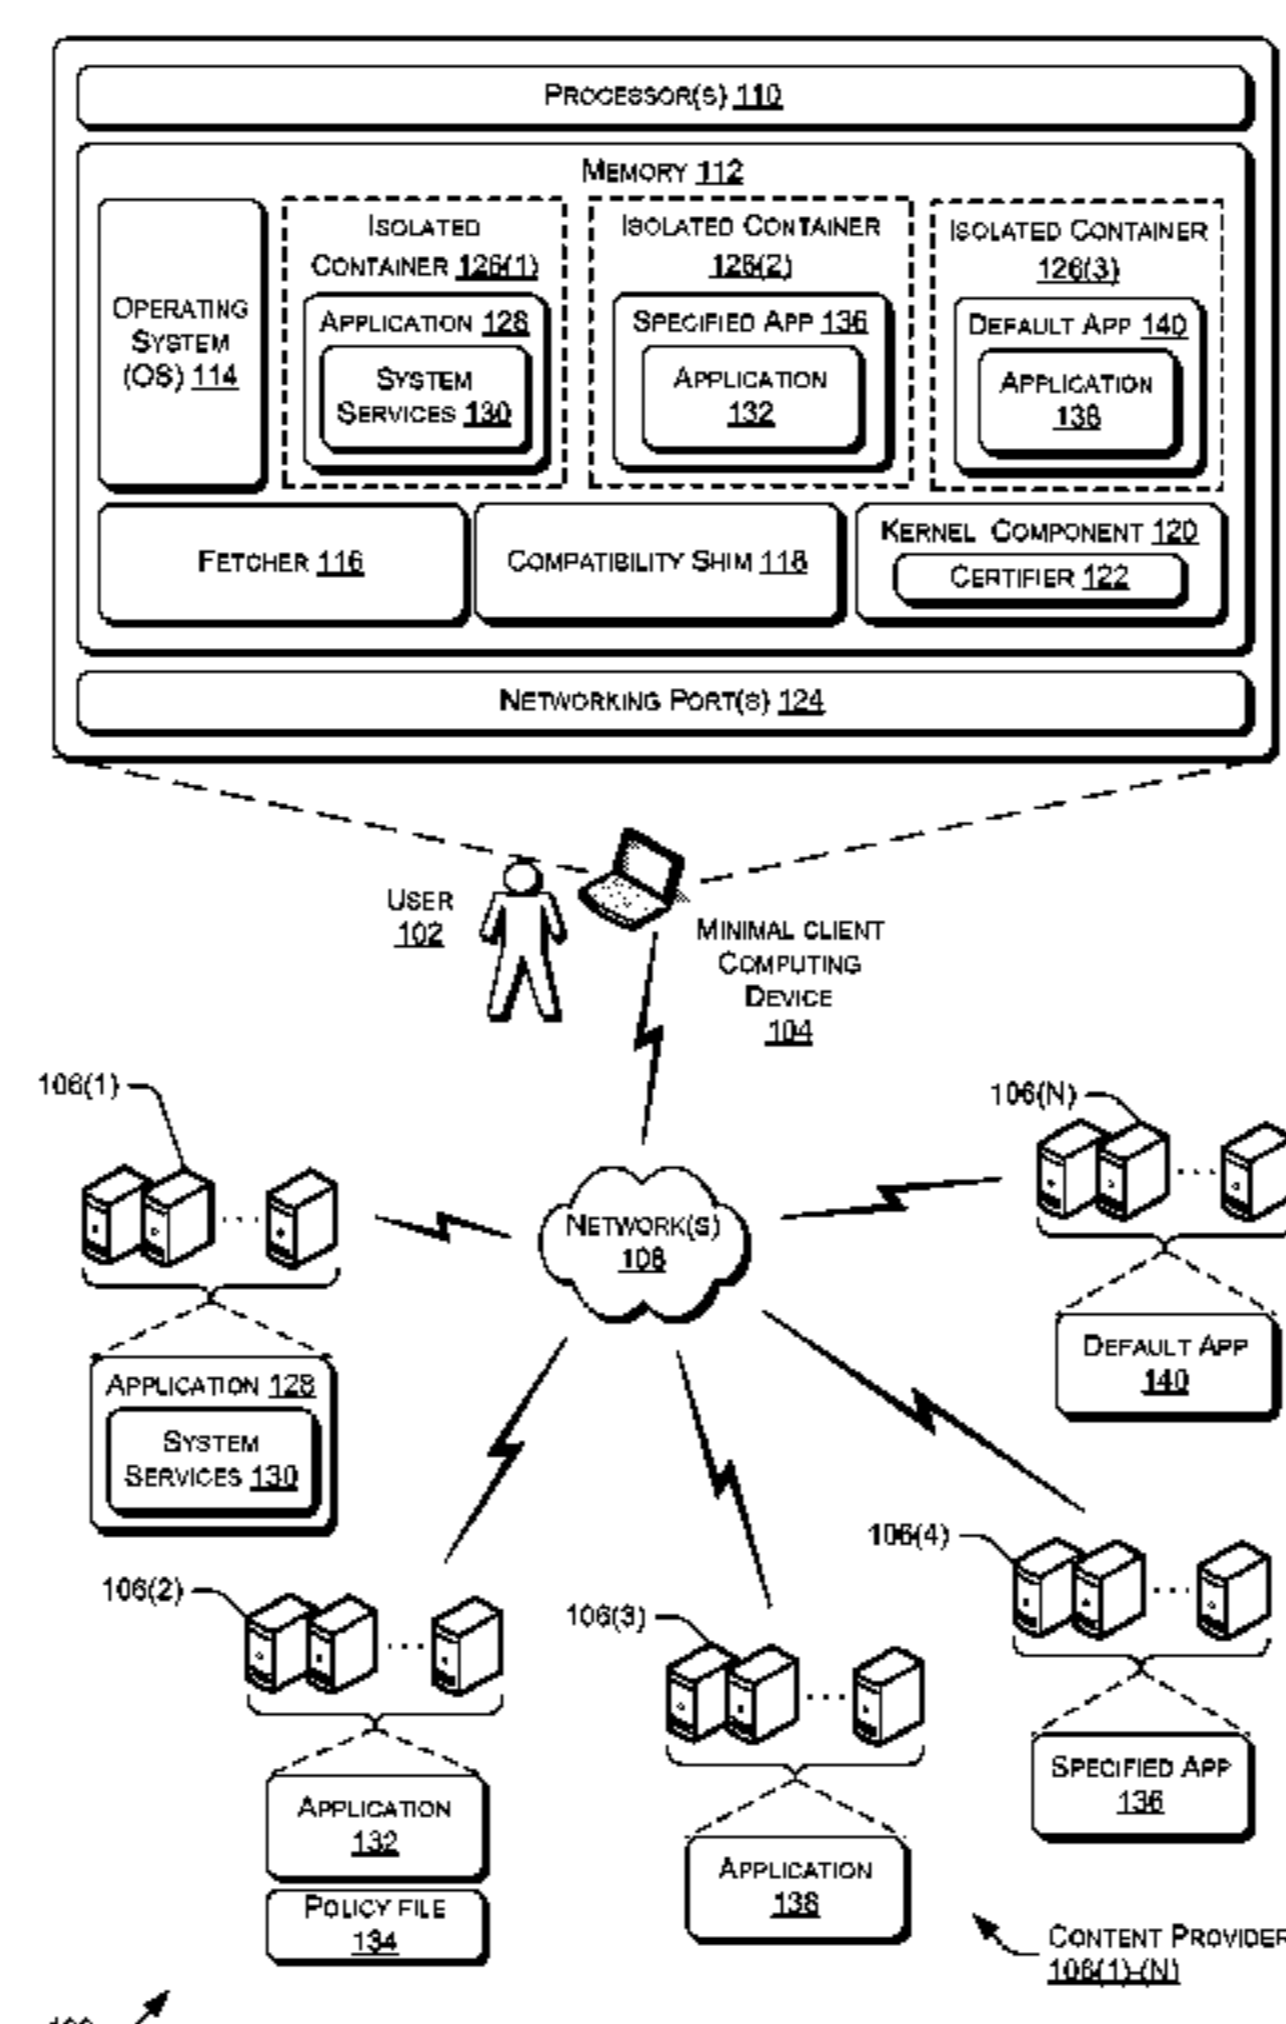 PROCESSOR(S) 110
MEMORY 112
OPERATING
SYSTEM
(OS) 114
ISOLATED
CONTAINER 126(1)
APPLICATION 128
SYSTEM
SERVICES 130
ISOLATED CONTAINER
126(2)
SPECIFIED APP 136
APPLICATION
132
ISOLATED CONTAINER
126(3)
DEFAULT APP 140
APPLICATION
138
FETCHER 116
COMPATIBILITY SHIM 118
KERNEL COMPONENT 120
CERTIFIER 122
NETWORKING PORT(S) 124
USER
102
MINIMAL CLIENT
COMPUTING
DEVICE
104
106(1)
106(N)
NETWORK(S)
108
APPLICATION 128
SYSTEM
SERVICES 130
DEFAULT APP
140
106(2)
106(3)
106(4)
APPLICATION
132
POLICY FILE
134
APPLICATION
138
SPECIFIED APP
136
CONTENT PROVIDER
106(1)-(N)